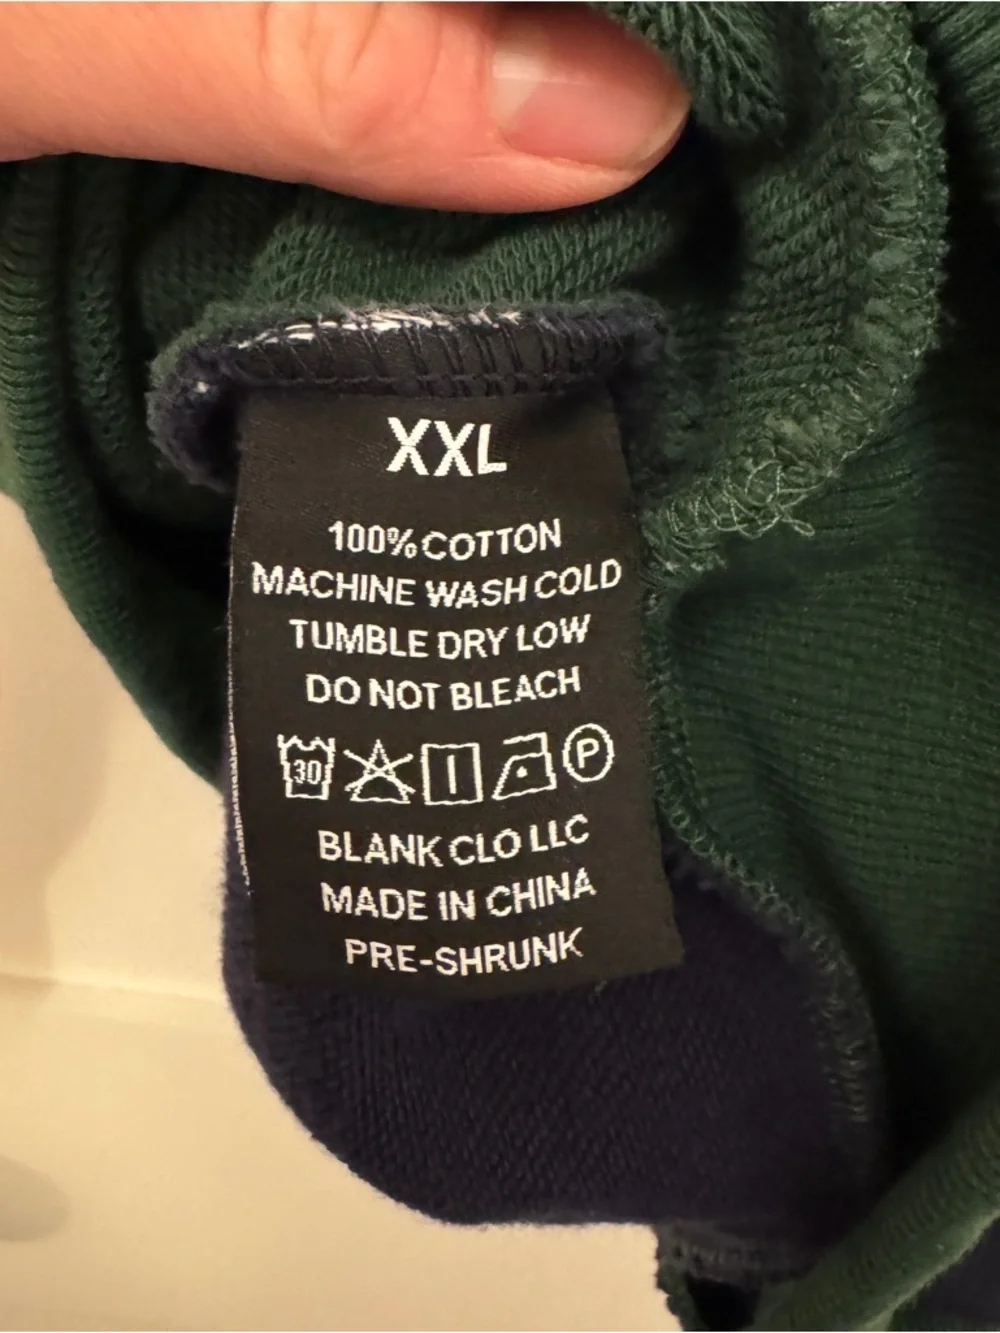 XXL
100% COTTON
MACHINE WASH COLD
TUMBLE DRY LOW
DO NOT BLEACH
30 P
BLANK CLO LLC
MADE IN CHINA
PRE-SHRUNK